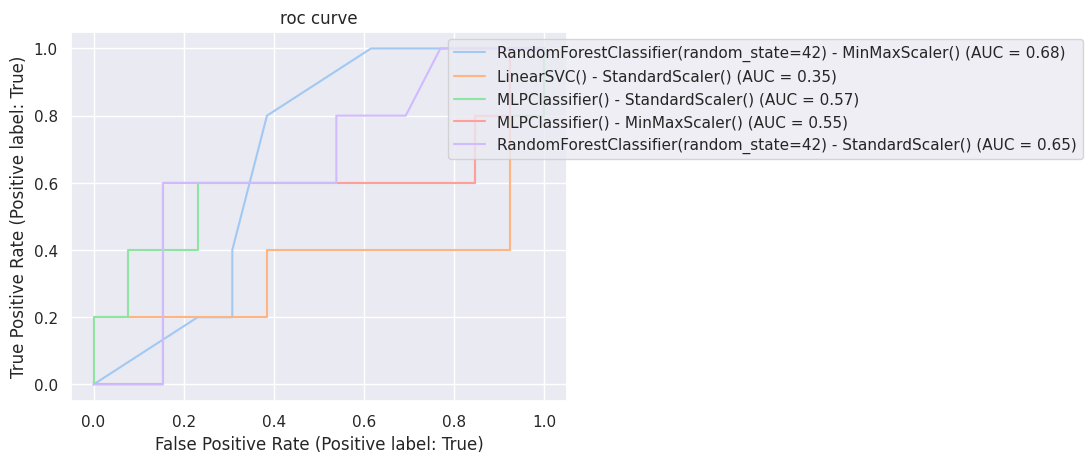 roc curve
RandomForestClassifier(random_state=42) - MinMaxScaler() (AUC = 0.68)
LinearSVC() - StandardScaler() (AUC = 0.35)
MLPClassifier() - StandardScaler() (AUC = 0.57)
MLPClassifier() - MinMaxScaler() (AUC = 0.55)
RandomForestClassifier(random_state=42) - StandardScaler() (AUC = 0.65)
True Positive Rate (Positive label: True)
1.0
0.8
0.6
0.4
0.2
0.0
0.0 0.2 0.4 0.6 0.8 1.0
False Positive Rate (Positive label: True)